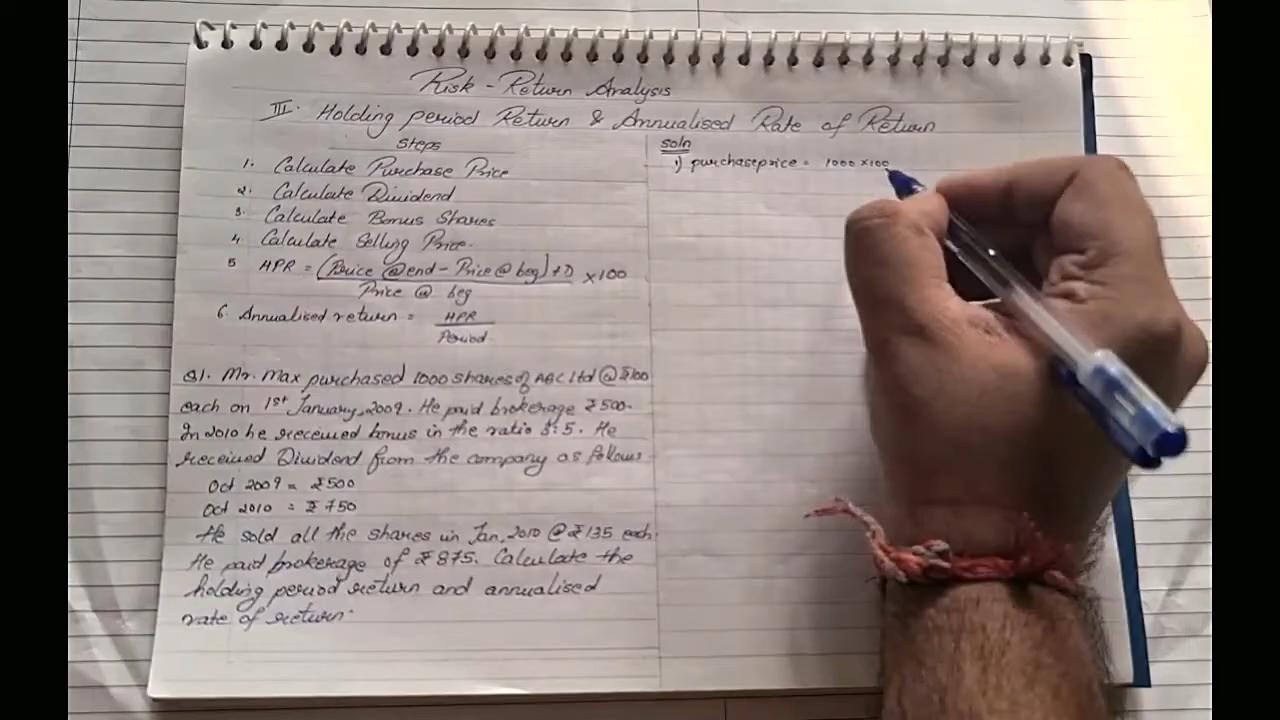 Risk - Return Analysis
III. Holding period Return & Annualised Rate of Return
Steps
1. Calculate Purchase Price
2. Calculate Dividend
3. Calculate Bonus Shares
4. Calculate Selling Price.
5 HPR = (Price @ end - Price @ beg) + D × 100
Price @ beg
6. Annualised return = HPR
Period
Q1. Mr. Max purchased 1000 shares of ABC ltd @ ₹100
each on 1st January, 2009. He paid brokerage ₹500.
In 2010 he received bonus in the ratio 3:5. He
received Dividend from the company as follows
Oct 2009 = ₹500
Oct 2010 = ₹750
He sold all the shares in Jan, 2010 @ ₹135 each
He paid brokerage of ₹875. Calculate the
holding period return and annualised
rate of return.
soln
1) purchase price = 1000 × 100